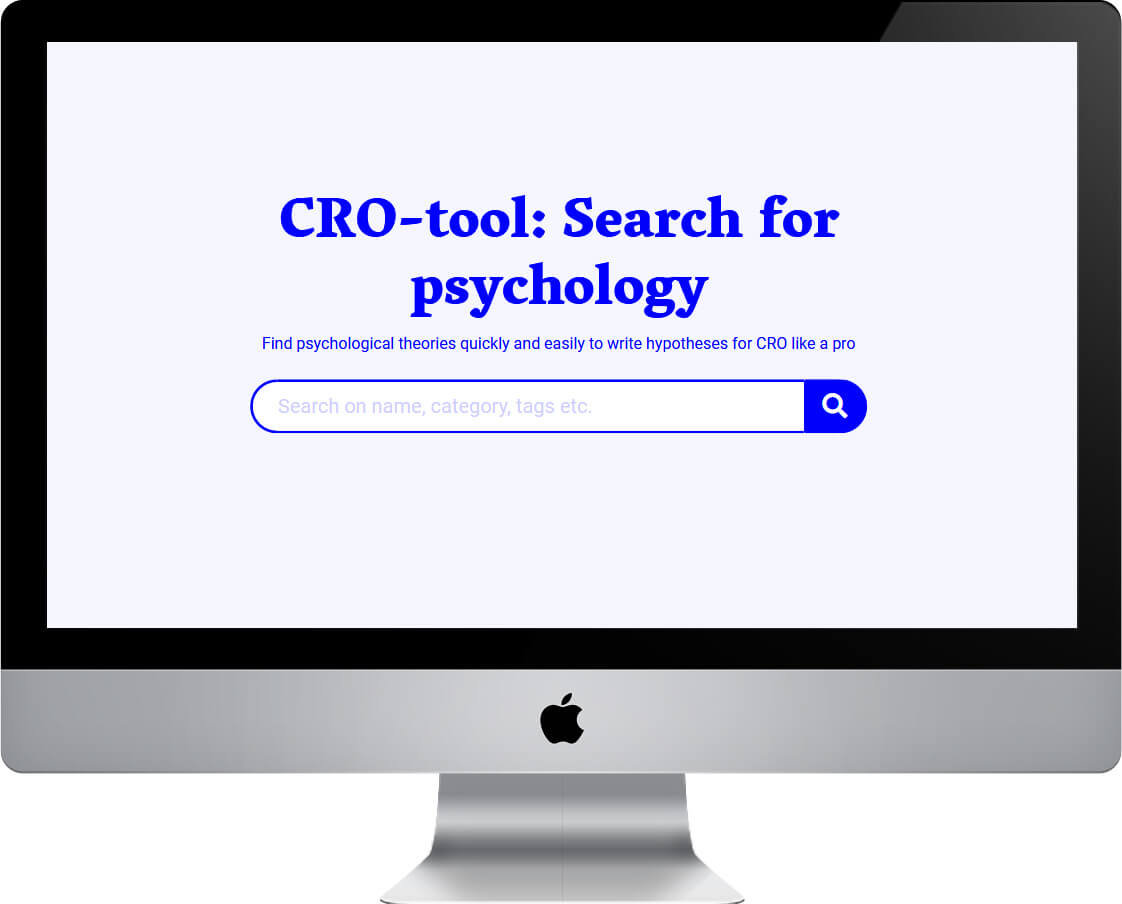 CRO-tool: Search for
psychology
Find psychological theories quickly and easily to write hypotheses for CRO like a pro
Search on name, category, tags etc.